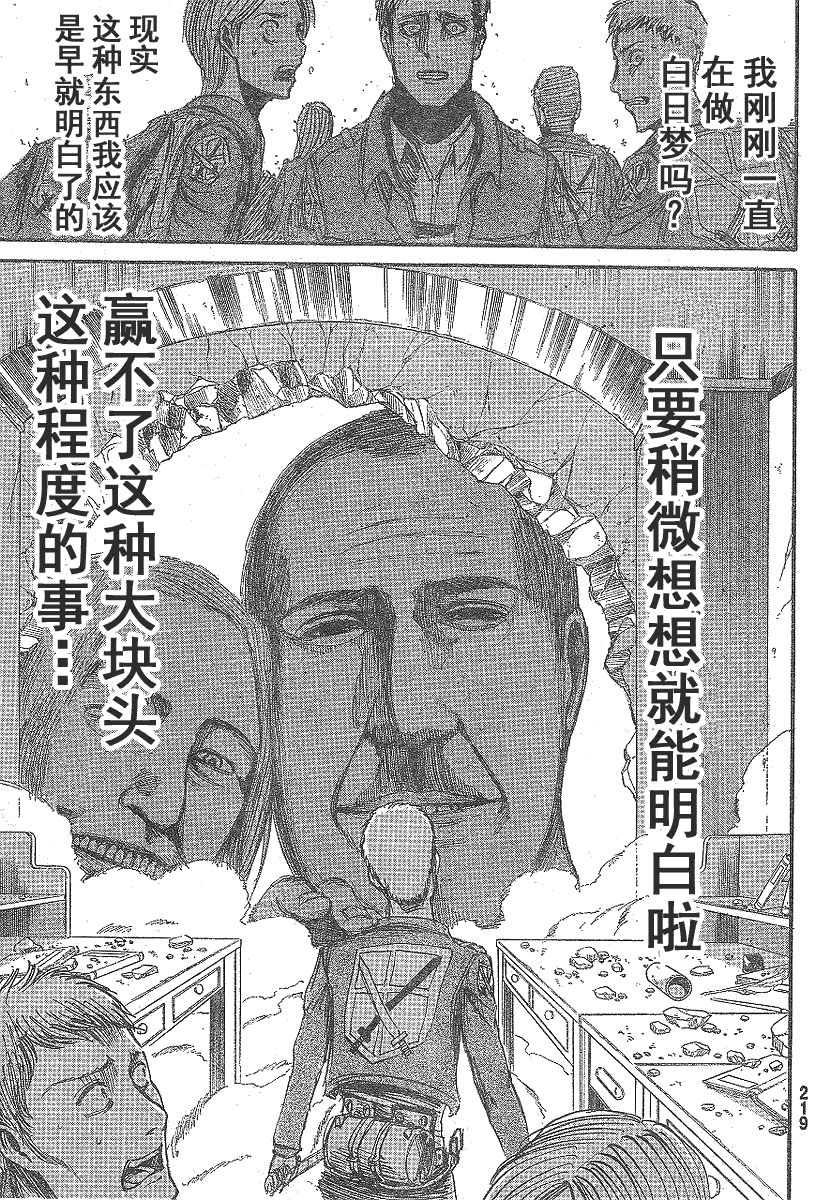 我刚刚一直
在做
白日梦吗？
现实
这种东西我应该
是早就明白了的
只要稍微想想就能明白啦
赢不了这种大块头
这种程度的事…
219